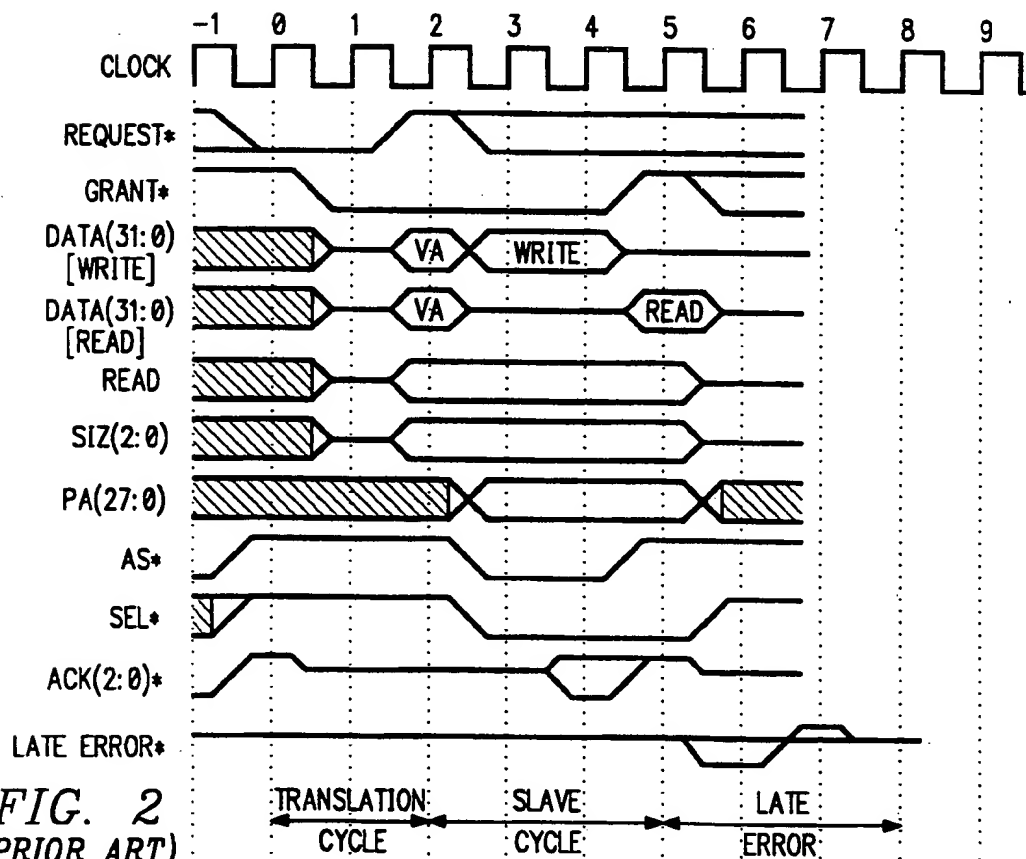 -1 0 1 2 3 4 5 6 7 8 9
CLOCK
REQUEST*
GRANT*
DATA(31:0)
[WRITE]
VA WRITE
DATA(31:0)
[READ]
VA READ
READ
SIZ(2:0)
PA(27:0)
AS*
SEL*
ACK(2:0)*
LATE ERROR*
FIG. 2
PRIOR ART)
TRANSLATION SLAVE LATE
CYCLE CYCLE ERROR